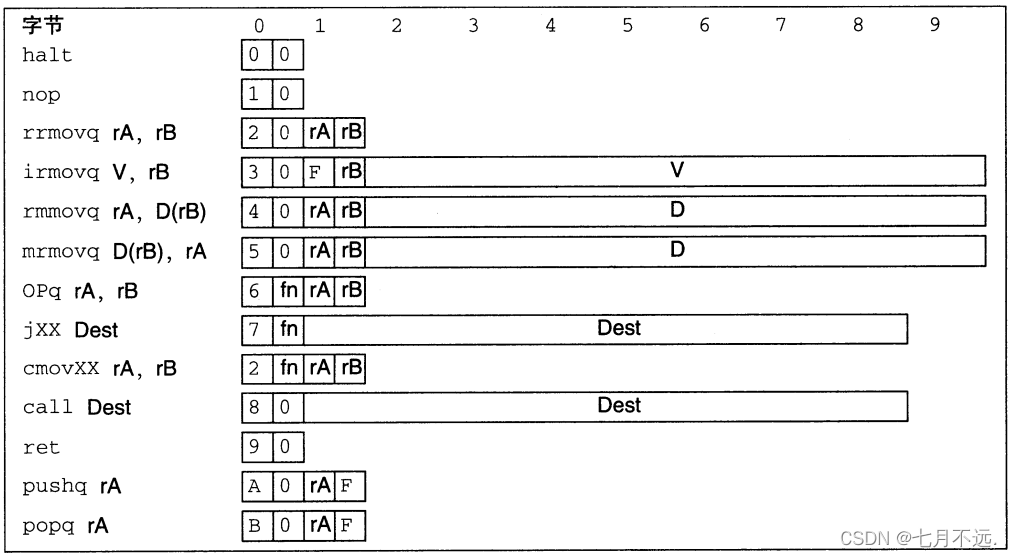 字节 0 1 2 3 4 5 6 7 8 9
halt 0 0
nop 1 0
rrmovq rA, rB 2 0 rA rB
irmovq V, rB 3 0 F rB V
rmmovq rA, D(rB) 4 0 rA rB D
mrmovq D(rB), rA 5 0 rA rB D
OPq rA, rB 6 fn rA rB
jXX Dest 7 fn Dest
cmovXX rA, rB 2 fn rA rB
call Dest 8 0 Dest
ret 9 0
pushq rA A 0 rA F
popq rA B 0 rA F
CSDN @七月不远.